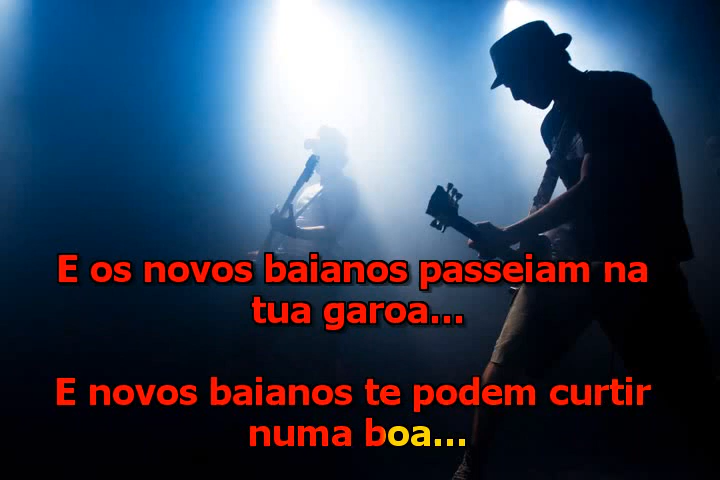 E os novos baianos passeiam na
tua garoa...
E novos baianos te podem curtir
numa boa...